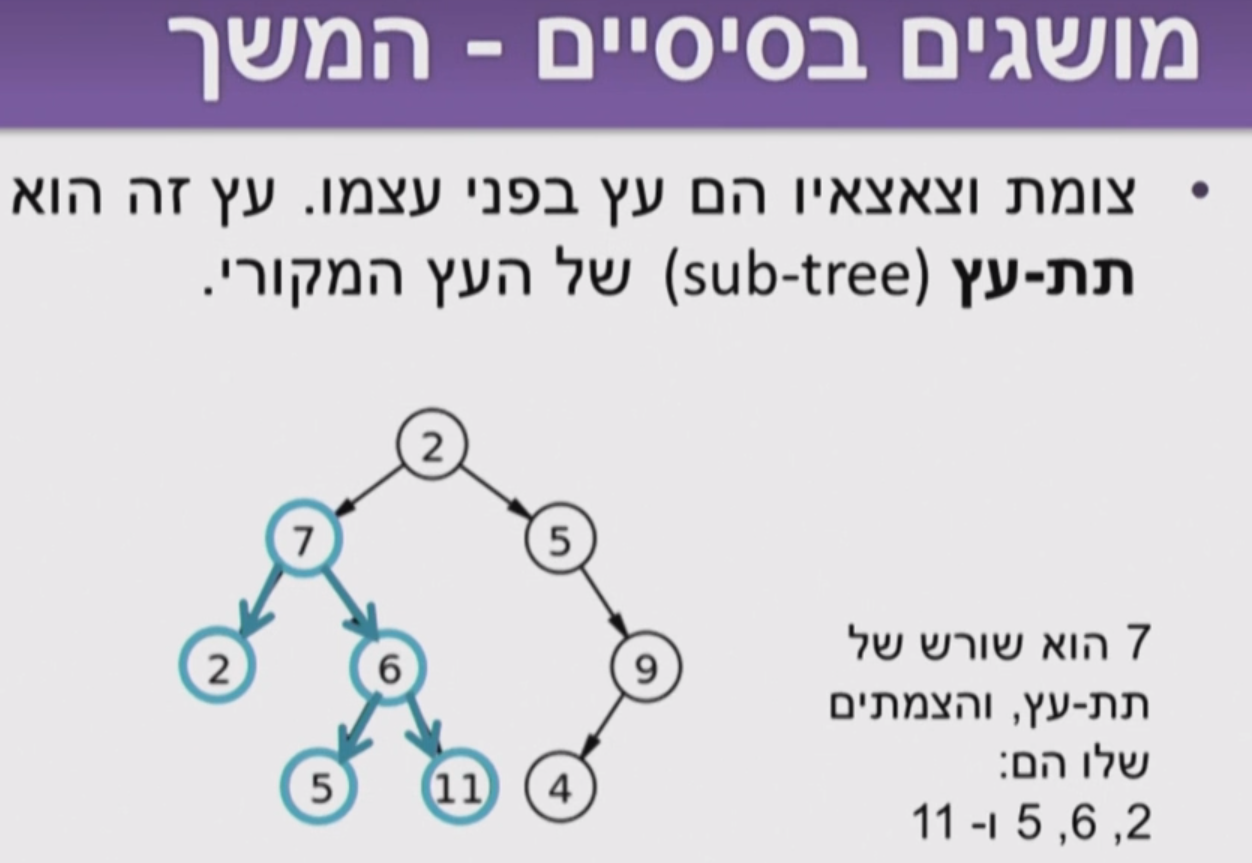 מושגים בסיסיים - המשך
• צומת וצאצאיו הם עץ בפני עצמו. עץ זה הוא
תת-עץ (sub-tree) של העץ המקורי.
2
7
5
2
6
9
5
11
4
7 הוא שורש של
תת-עץ, והצמתים
שלו הם:
2, 6, 5 ו- 11